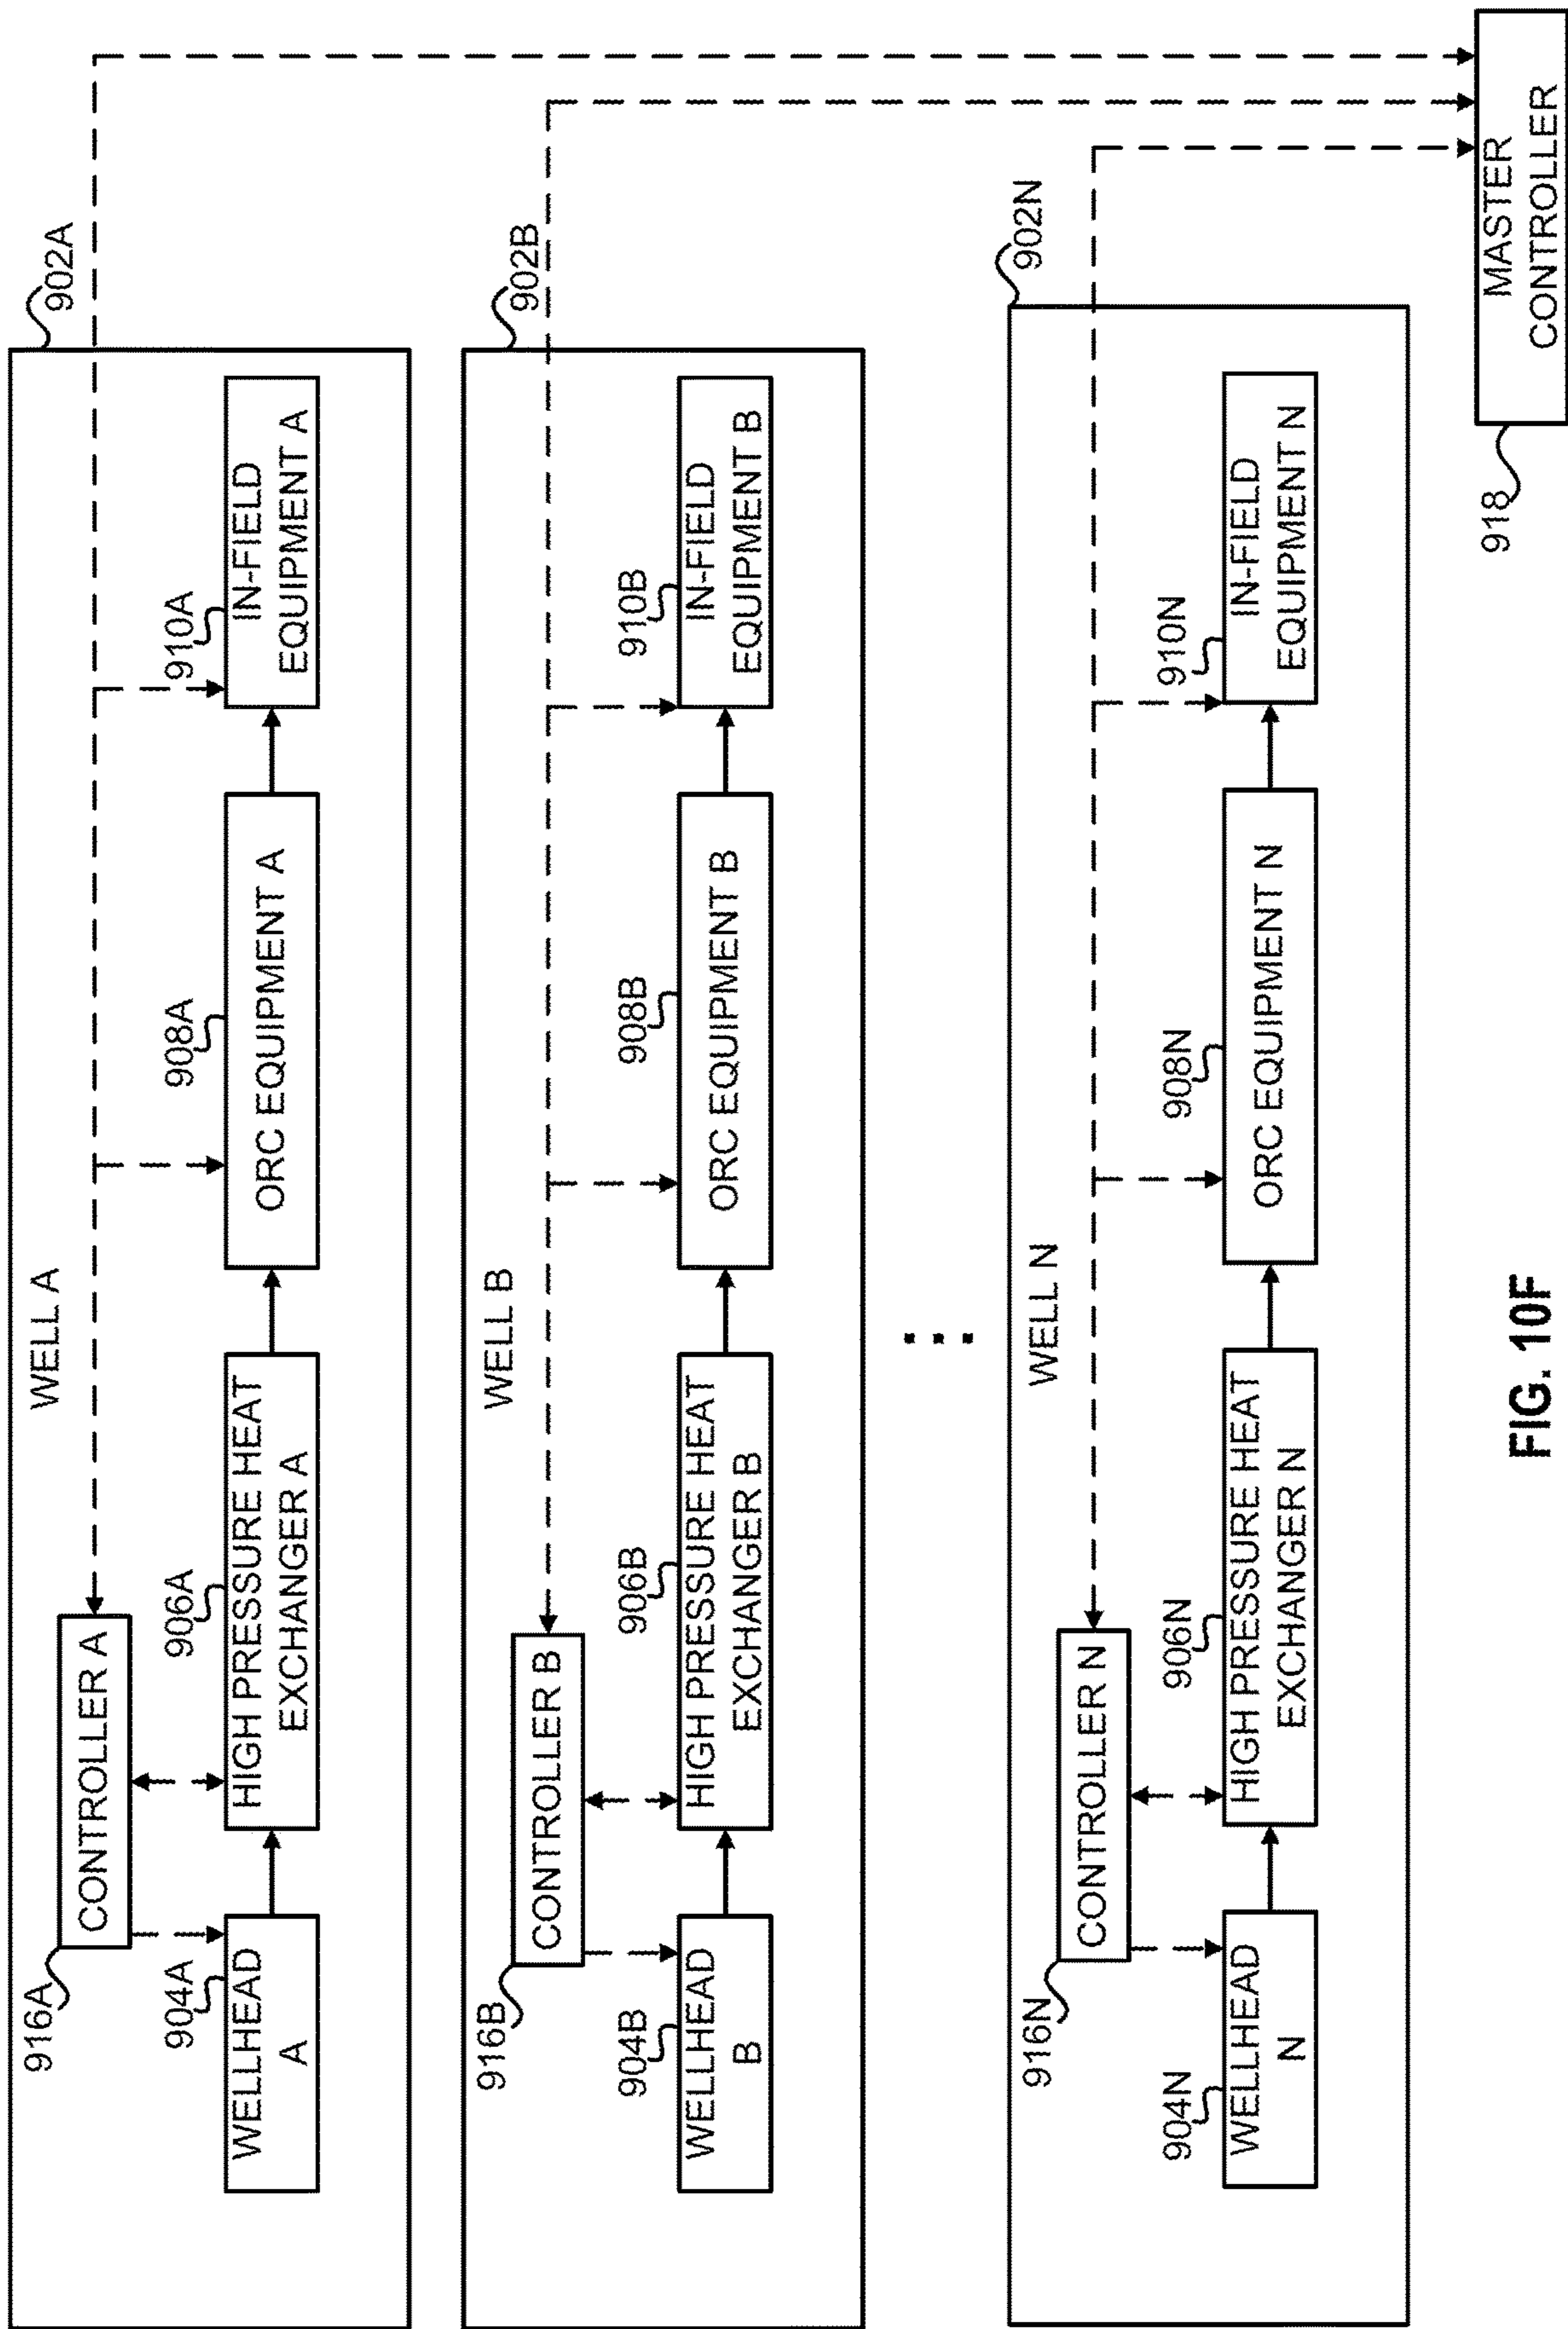 902A
WELL A
916A
CONTROLLER A
904A
WELLHEAD
A
906A
HIGH PRESSURE HEAT
EXCHANGER A
908A
ORC EQUIPMENT A
910A
IN-FIELD
EQUIPMENT A
902B
WELL B
916B
CONTROLLER B
904B
WELLHEAD
B
906B
HIGH PRESSURE HEAT
EXCHANGER B
908B
ORC EQUIPMENT B
910B
IN-FIELD
EQUIPMENT B
902N
WELL N
916N
CONTROLLER N
904N
WELLHEAD
N
906N
HIGH PRESSURE HEAT
EXCHANGER N
908N
ORC EQUIPMENT N
910N
IN-FIELD
EQUIPMENT N
918
MASTER
CONTROLLER
FIG. 10F